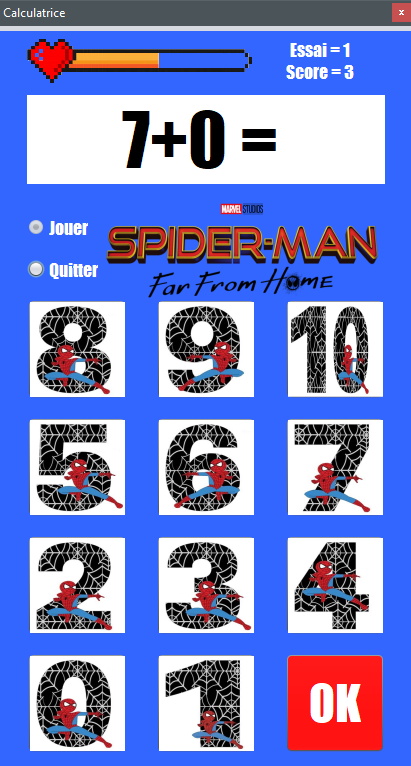 Calculatrice
x
Essai = 1
Score = 3
7+0 =
MARVEL STUDIOS
Jouer
SPIDER-MAN
Quitter
Far From Home
8 9 10
5 6 7
2 3 4
0 1 OK